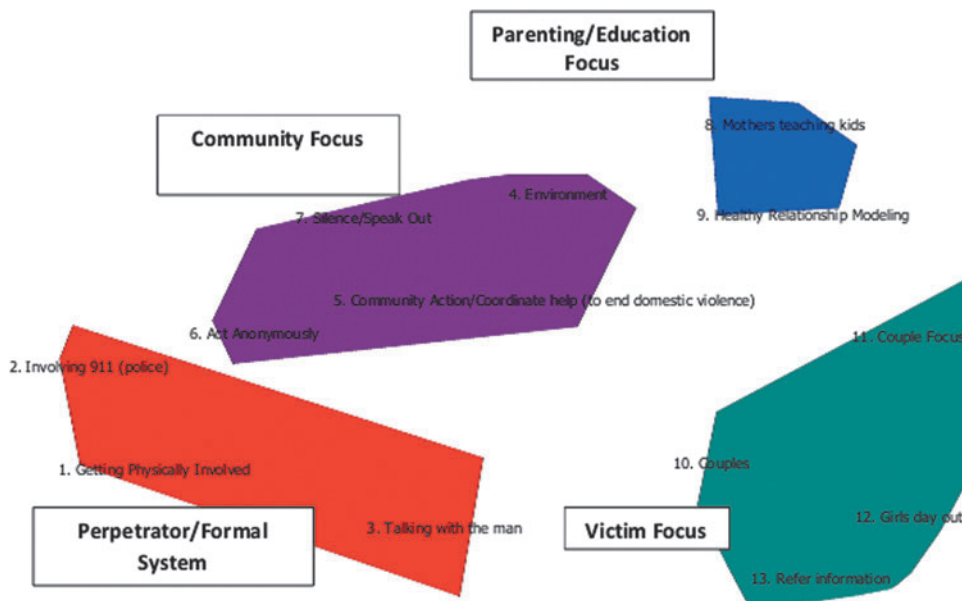 Parenting/Education
Focus
Community Focus
8. Mothers teaching kids
4. Environment
7. Silence/Speak Out
9. Healthy Relationship Modeling
5. Community Action/Coordinate help (to end domestic violence)
6. Act Anonymously
11. Couple Focus
2. Involving 911 (police)
10. Couples
1. Getting Physically Involved
12. Girls day out
3. Talking with the man
Perpetrator/Formal
System
Victim Focus
13. Refer information